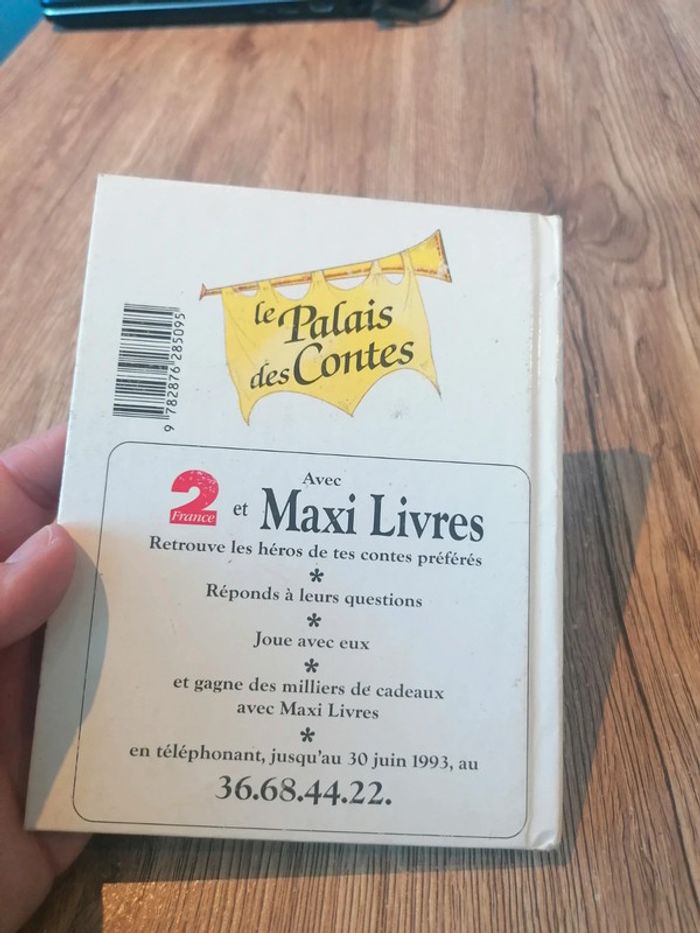 le Palais
des Contes
9 782876 285095
Avec
2
France
et Maxi Livres
Retrouve les héros de tes contes préférés
*
Réponds à leurs questions
*
Joue avec eux
*
et gagne des milliers de cadeaux
avec Maxi Livres
*
en téléphonant, jusqu'au 30 juin 1993, au
36.68.44.22.